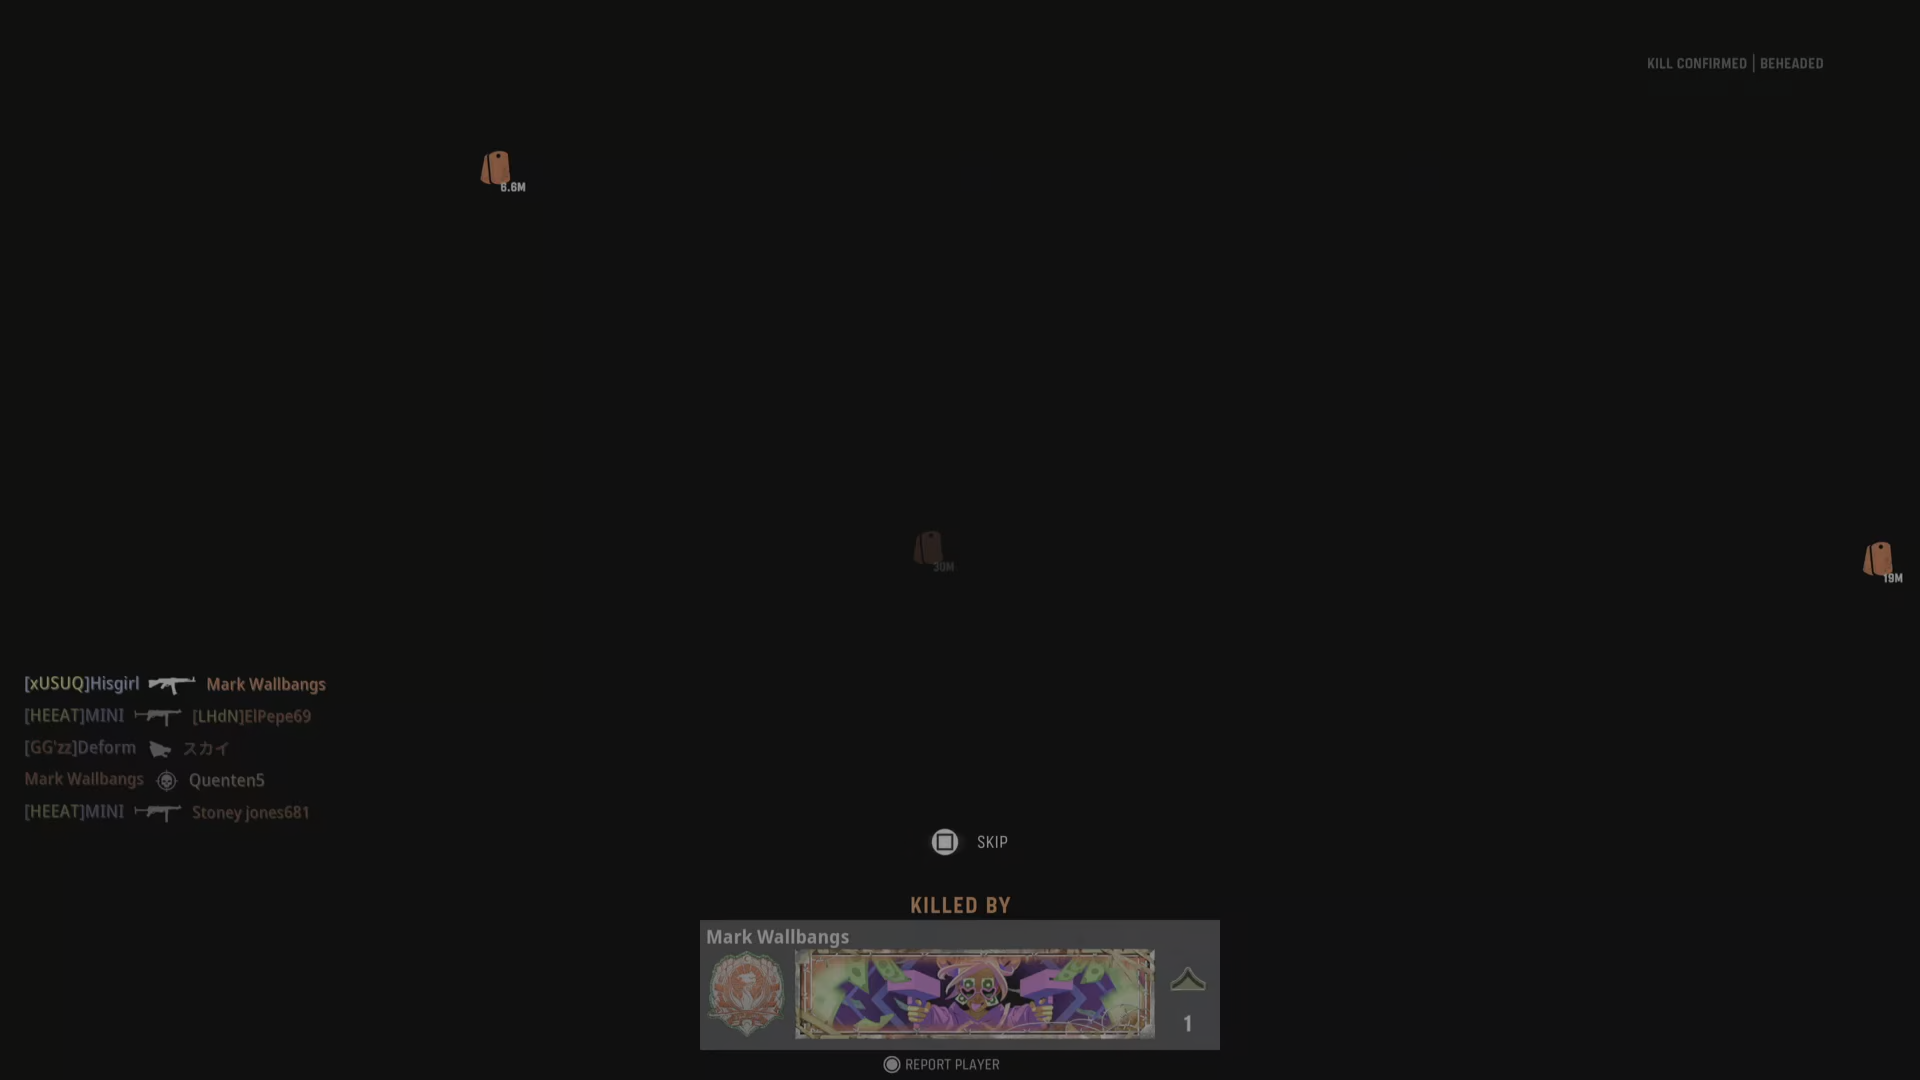 KILL CONFIRMED | BEHEADED
6.6M
30M
19M
[xUSUQ]Hisgirl Mark Wallbangs
[HEEAT]MINI [LHdN]ElPepe69
[GG'zz]Deform スカイ
Mark Wallbangs Quenten5
[HEEAT]MINI Stoney jones681
SKIP
KILLED BY
Mark Wallbangs
1
REPORT PLAYER